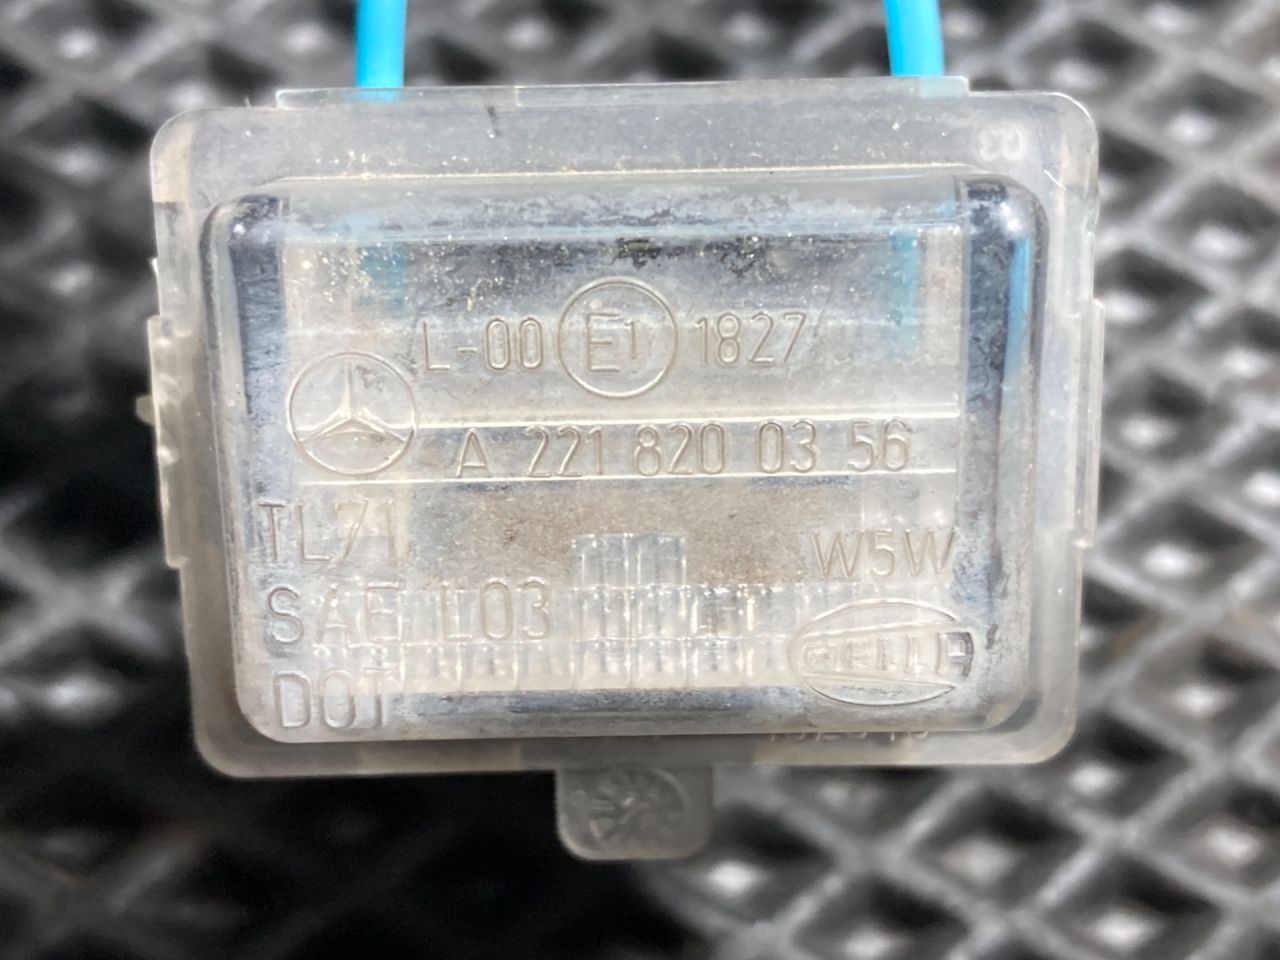 L-00 E1 1827
A 221 820 03 56
TL71
W5W
SAE L03
HELLA
DOT